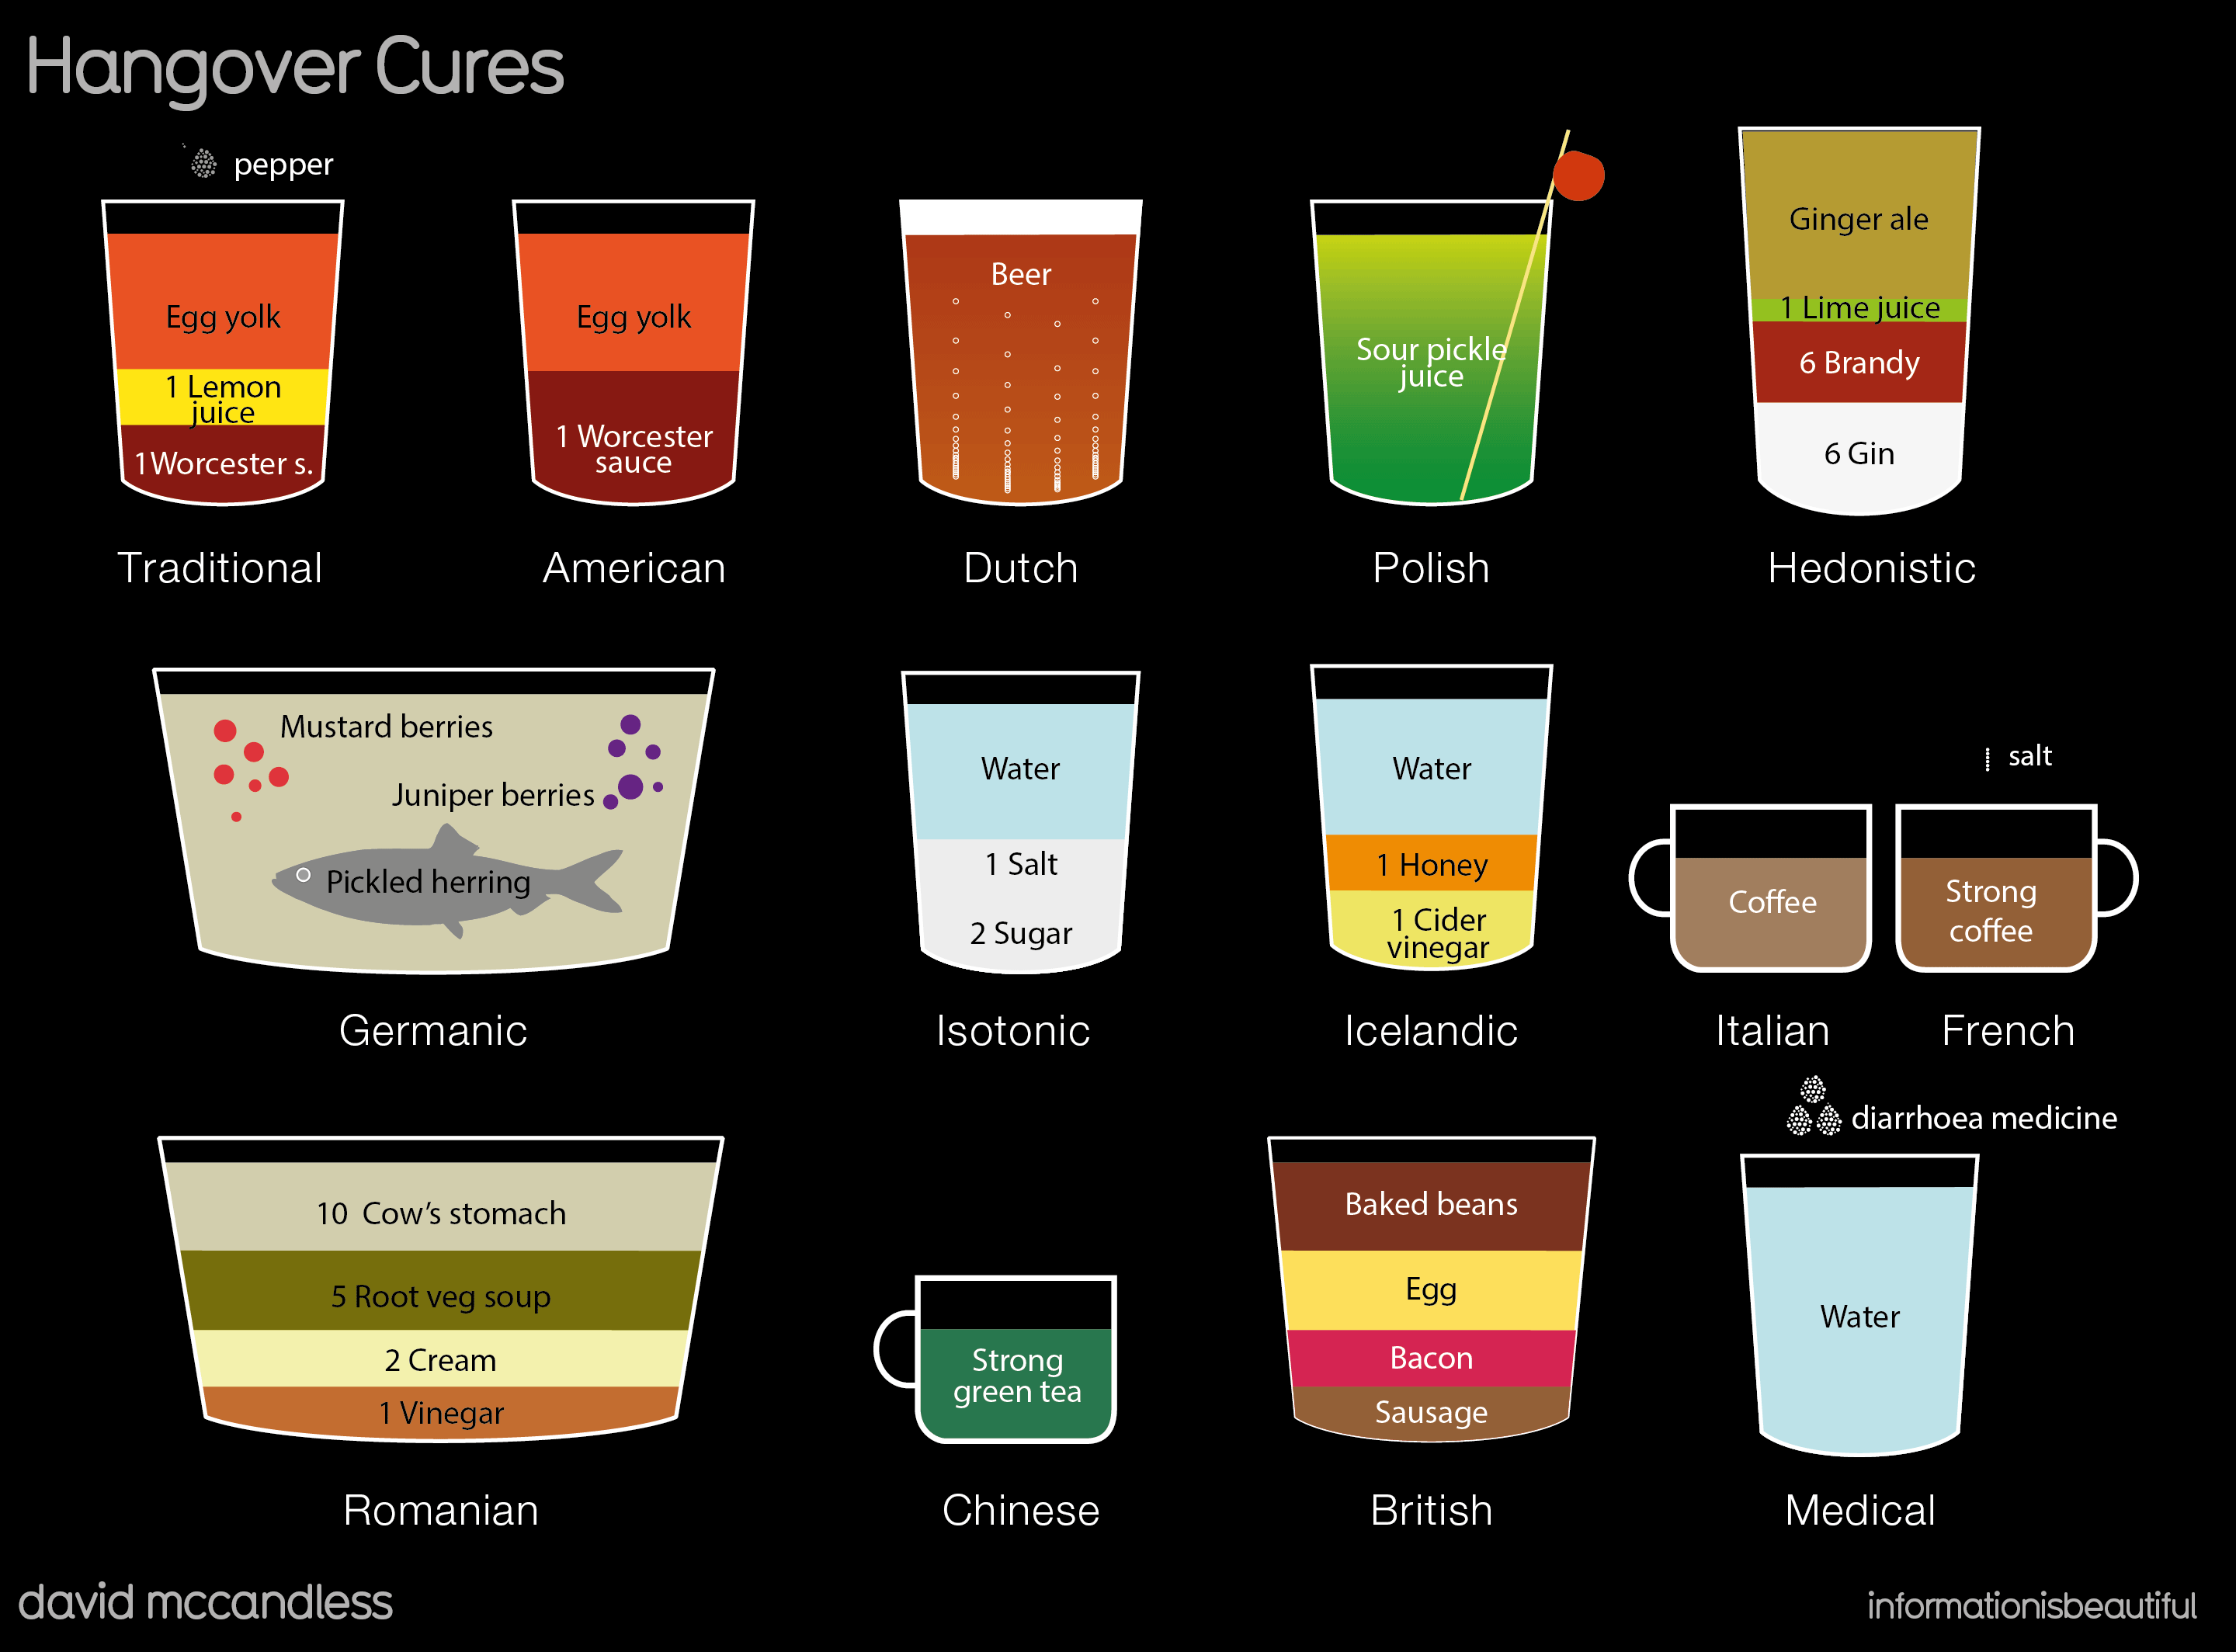 Hangover Cures
pepper
Egg yolk
1 Lemon
juice
1Worcester s.
Traditional
Egg yolk
1 Worcester
sauce
American
Beer
Dutch
Sour pickle
juice
Polish
Ginger ale
1 Lime juice
6 Brandy
6 Gin
Hedonistic
Mustard berries
Juniper berries
Pickled herring
Germanic
Water
1 Salt
2 Sugar
Isotonic
Water
1 Honey
1 Cider
vinegar
Icelandic
Coffee
Italian
salt
Strong
coffee
French
10 Cow’s stomach
5 Root veg soup
2 Cream
1 Vinegar
Romanian
Strong
green tea
Chinese
Baked beans
Egg
Bacon
Sausage
British
diarrhoea medicine
Water
Medical
david mccandless
informationisbeautiful